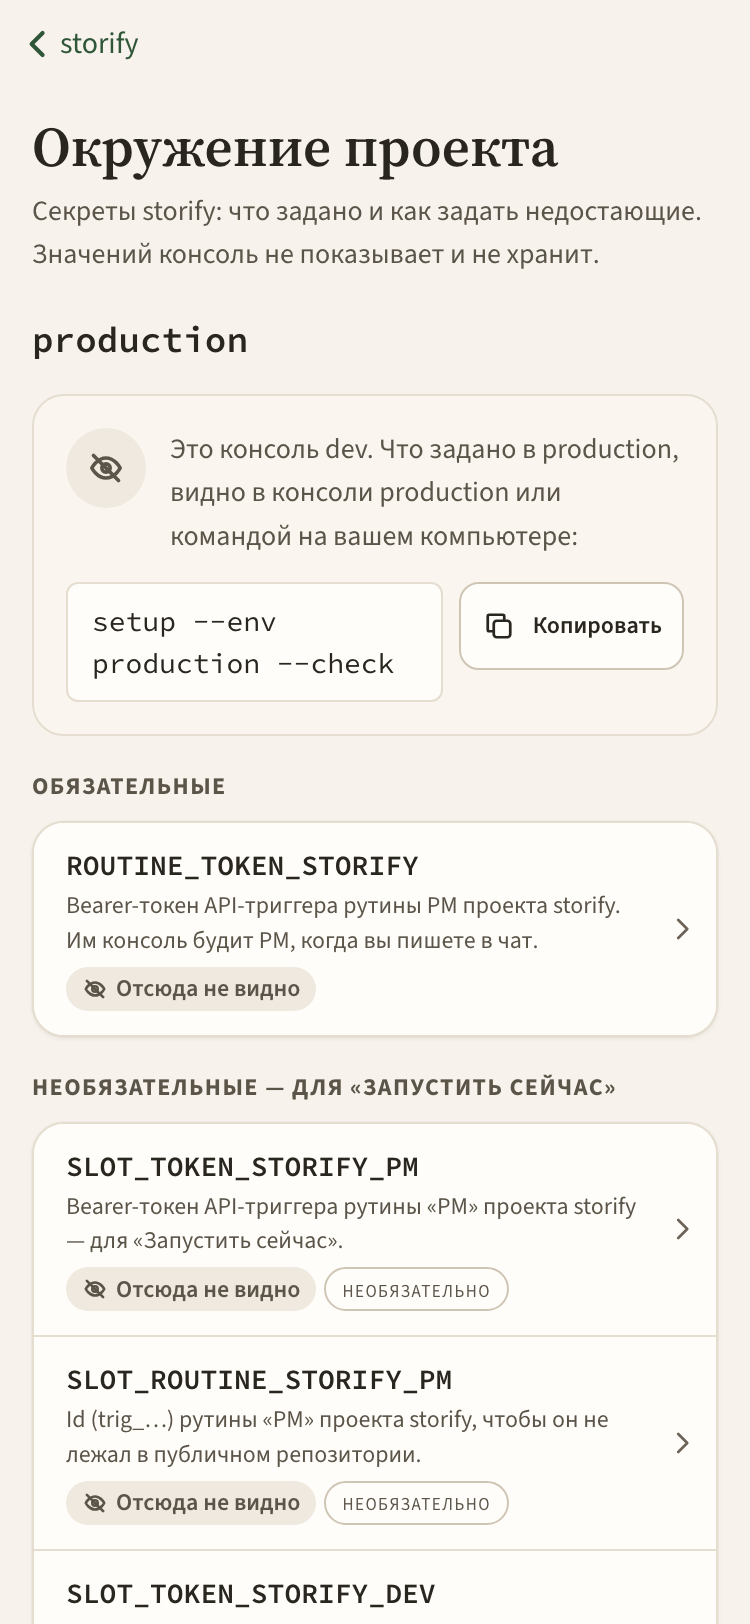 storify
Окружение проекта
Секреты storify: что задано и как задать недостающие.
Значений консоль не показывает и не хранит.
production
Это консоль dev. Что задано в production,
видно в консоли production или
командой на вашем компьютере:
setup --env
production --check
Копировать
ОБЯЗАТЕЛЬНЫЕ
ROUTINE_TOKEN_STORIFY
Bearer-токен API-триггера рутины PM проекта storify.
Им консоль будит PM, когда вы пишете в чат.
Отсюда не видно
НЕОБЯЗАТЕЛЬНЫЕ — ДЛЯ «ЗАПУСТИТЬ СЕЙЧАС»
SLOT_TOKEN_STORIFY_PM
Bearer-токен API-триггера рутины «PM» проекта storify
— для «Запустить сейчас».
Отсюда не видно НЕОБЯЗАТЕЛЬНО
SLOT_ROUTINE_STORIFY_PM
Id (trig_…) рутины «PM» проекта storify, чтобы он не
лежал в публичном репозитории.
Отсюда не видно НЕОБЯЗАТЕЛЬНО
SLOT_TOKEN_STORIFY_DEV